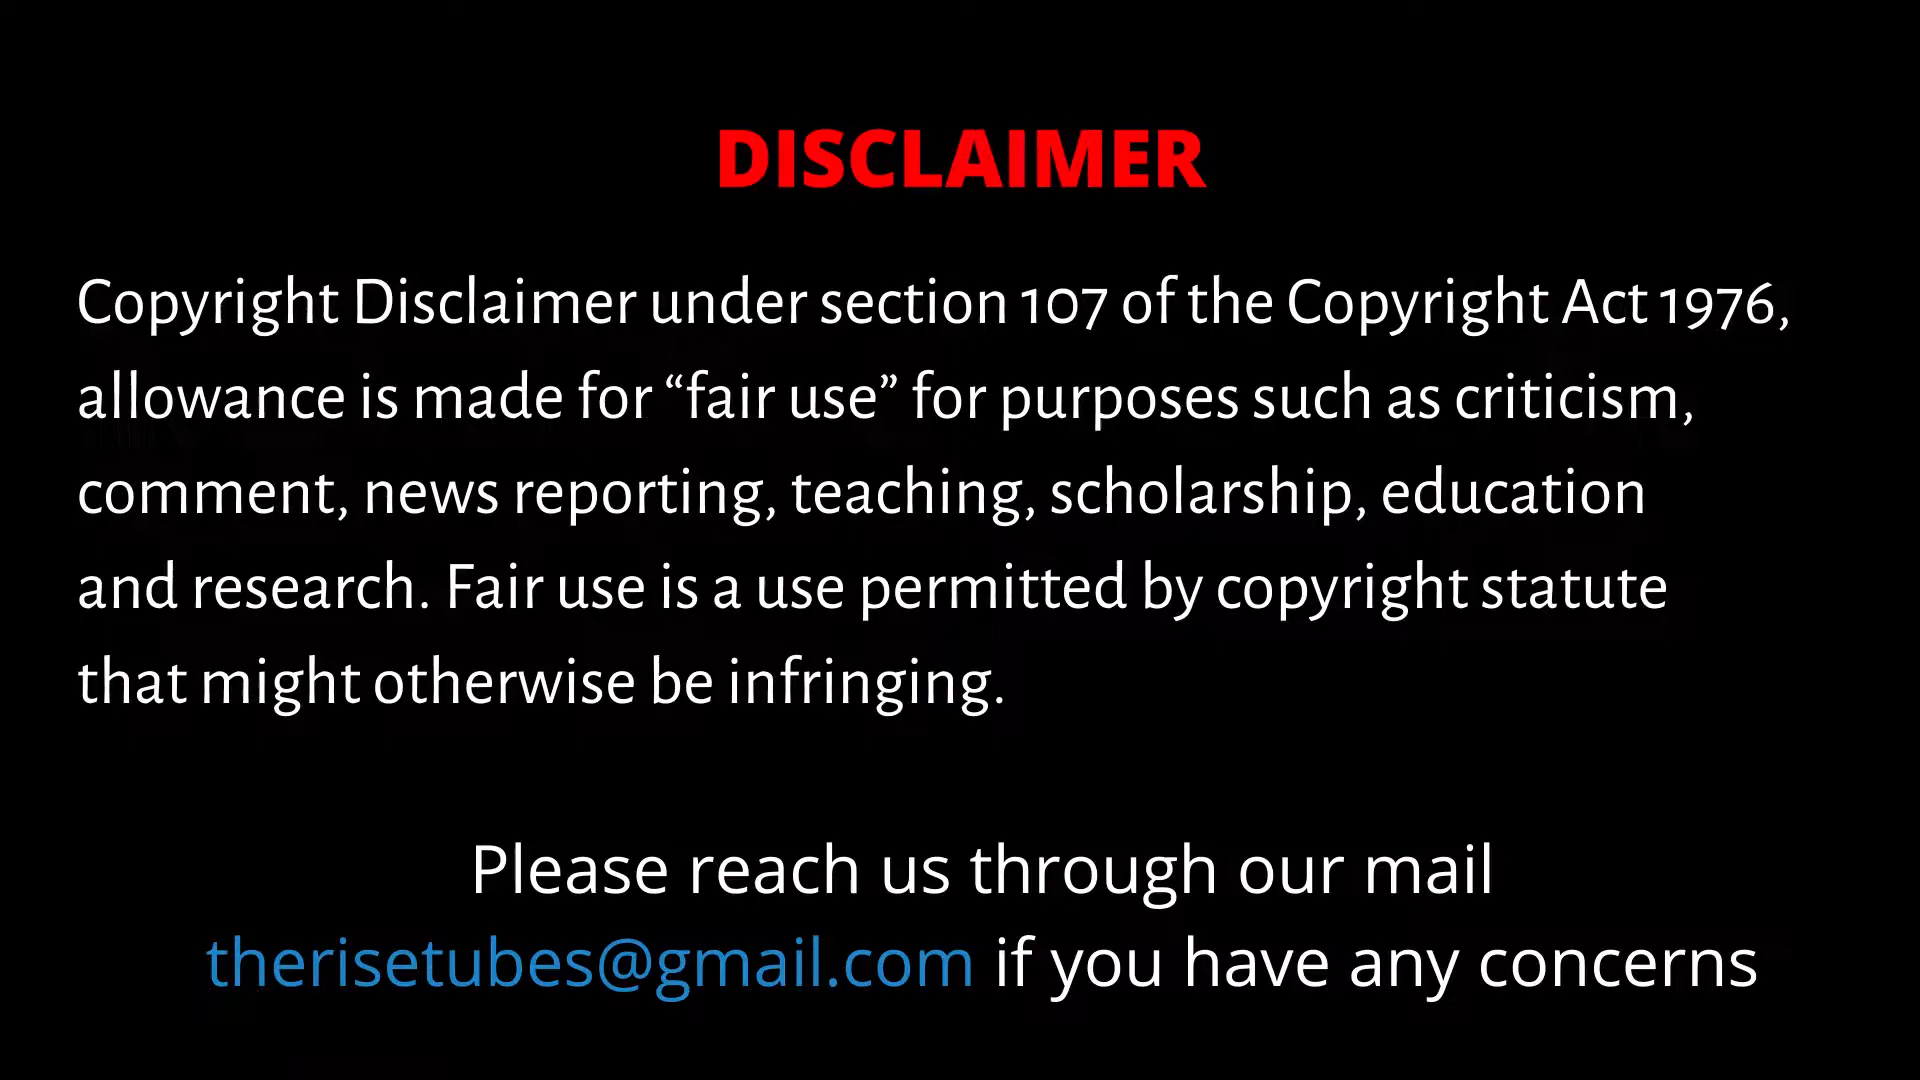 DISCLAIMER
Copyright Disclaimer under section 107 of the Copyright Act 1976,
allowance is made for “fair use” for purposes such as criticism,
comment, news reporting, teaching, scholarship, education
and research. Fair use is a use permitted by copyright statute
that might otherwise be infringing.
Please reach us through our mail
therisetubes@gmail.com if you have any concerns